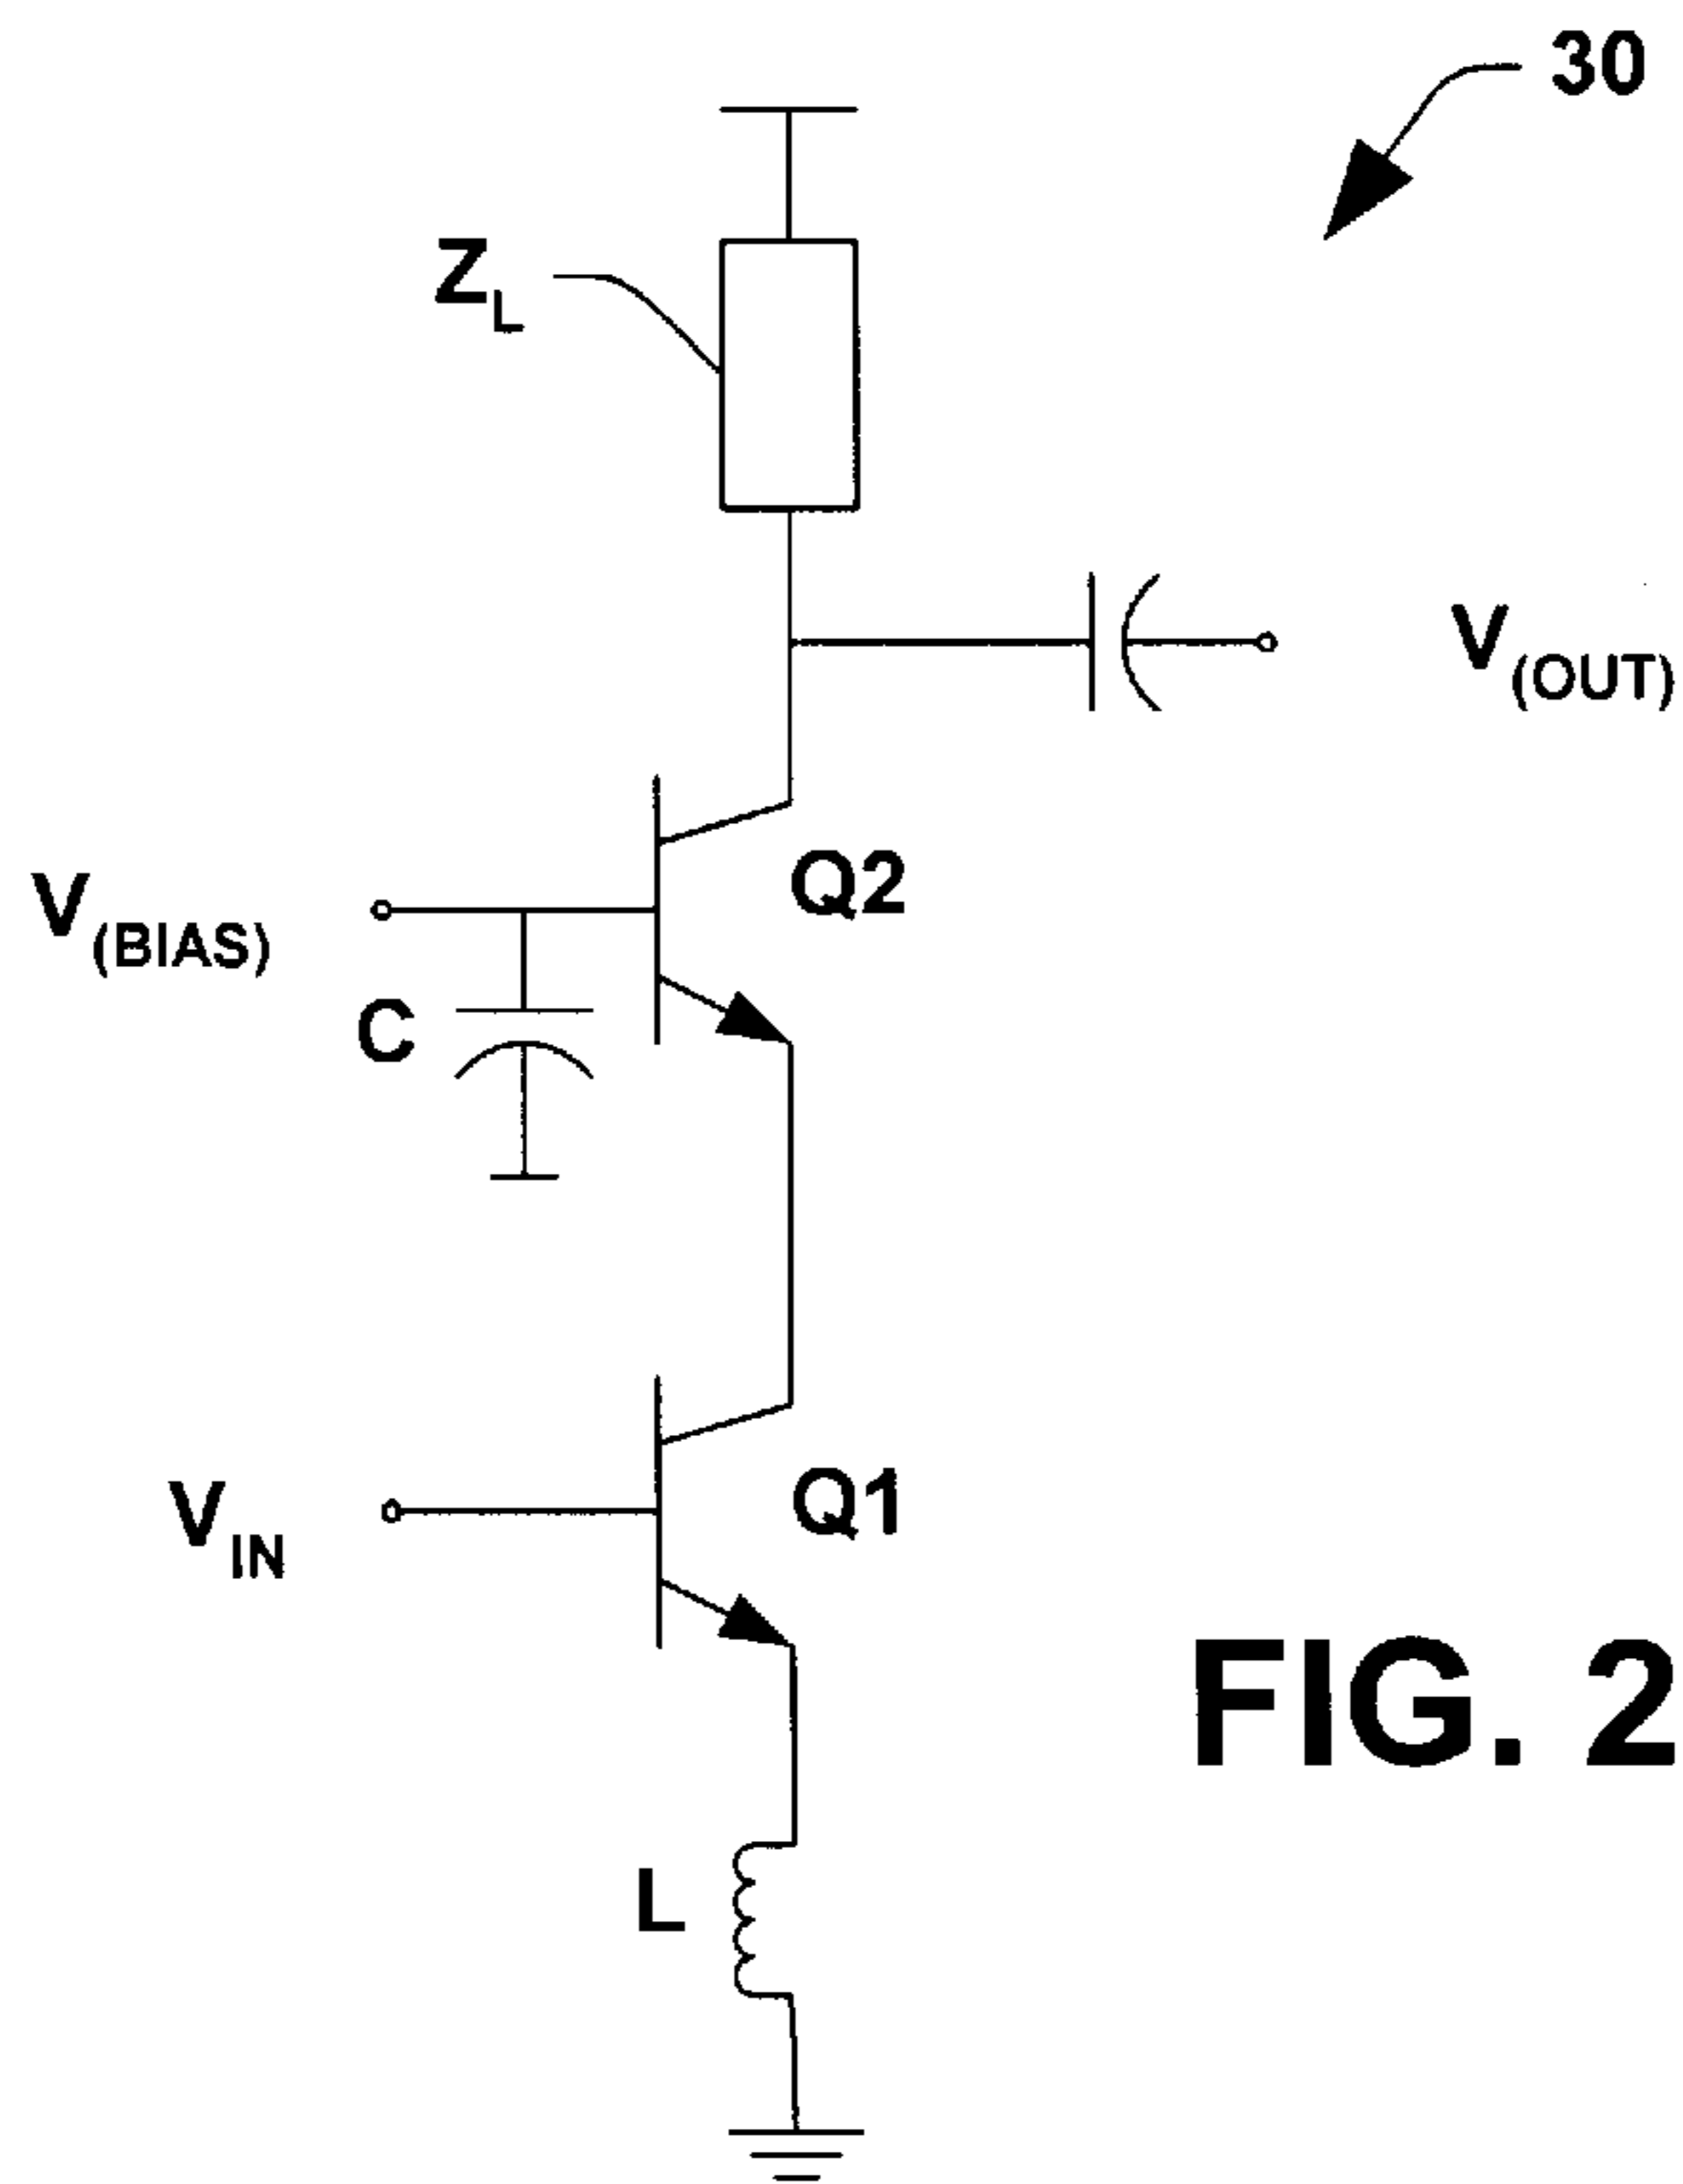 30
Z_L
V_(OUT)
Q2
V_(BIAS)
C
Q1
V_IN
FIG. 2
L